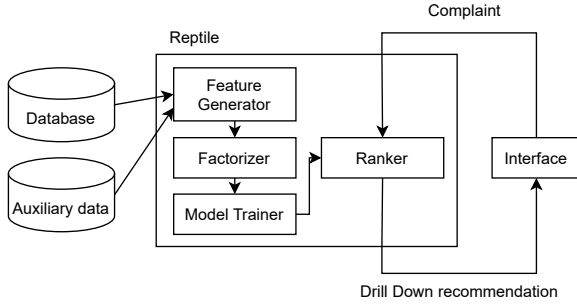 Complaint
Reptile
Feature
Generator
Database
Factorizer
Ranker
Interface
Auxiliary data
Model Trainer
Drill Down recommendation